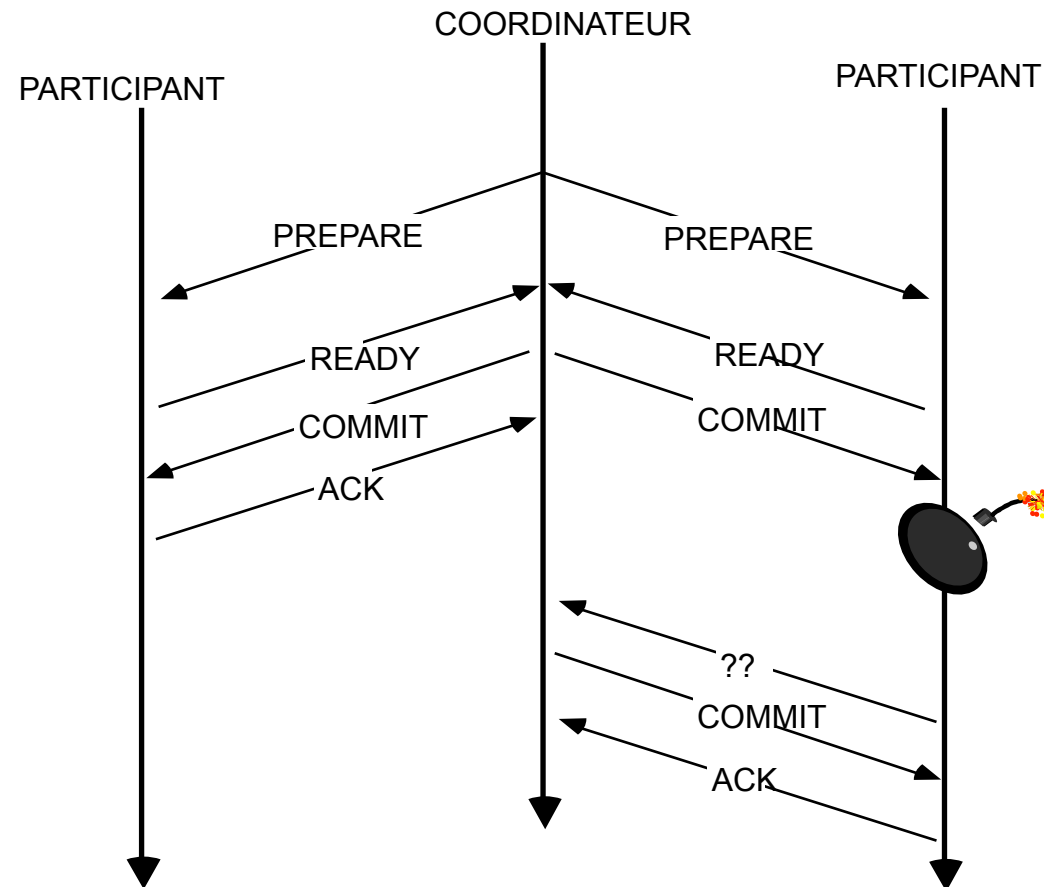 COORDINATEUR
PARTICIPANT
PARTICIPANT
PREPARE
PREPARE
READY
READY
COMMIT
COMMIT
ACK
??
COMMIT
ACK